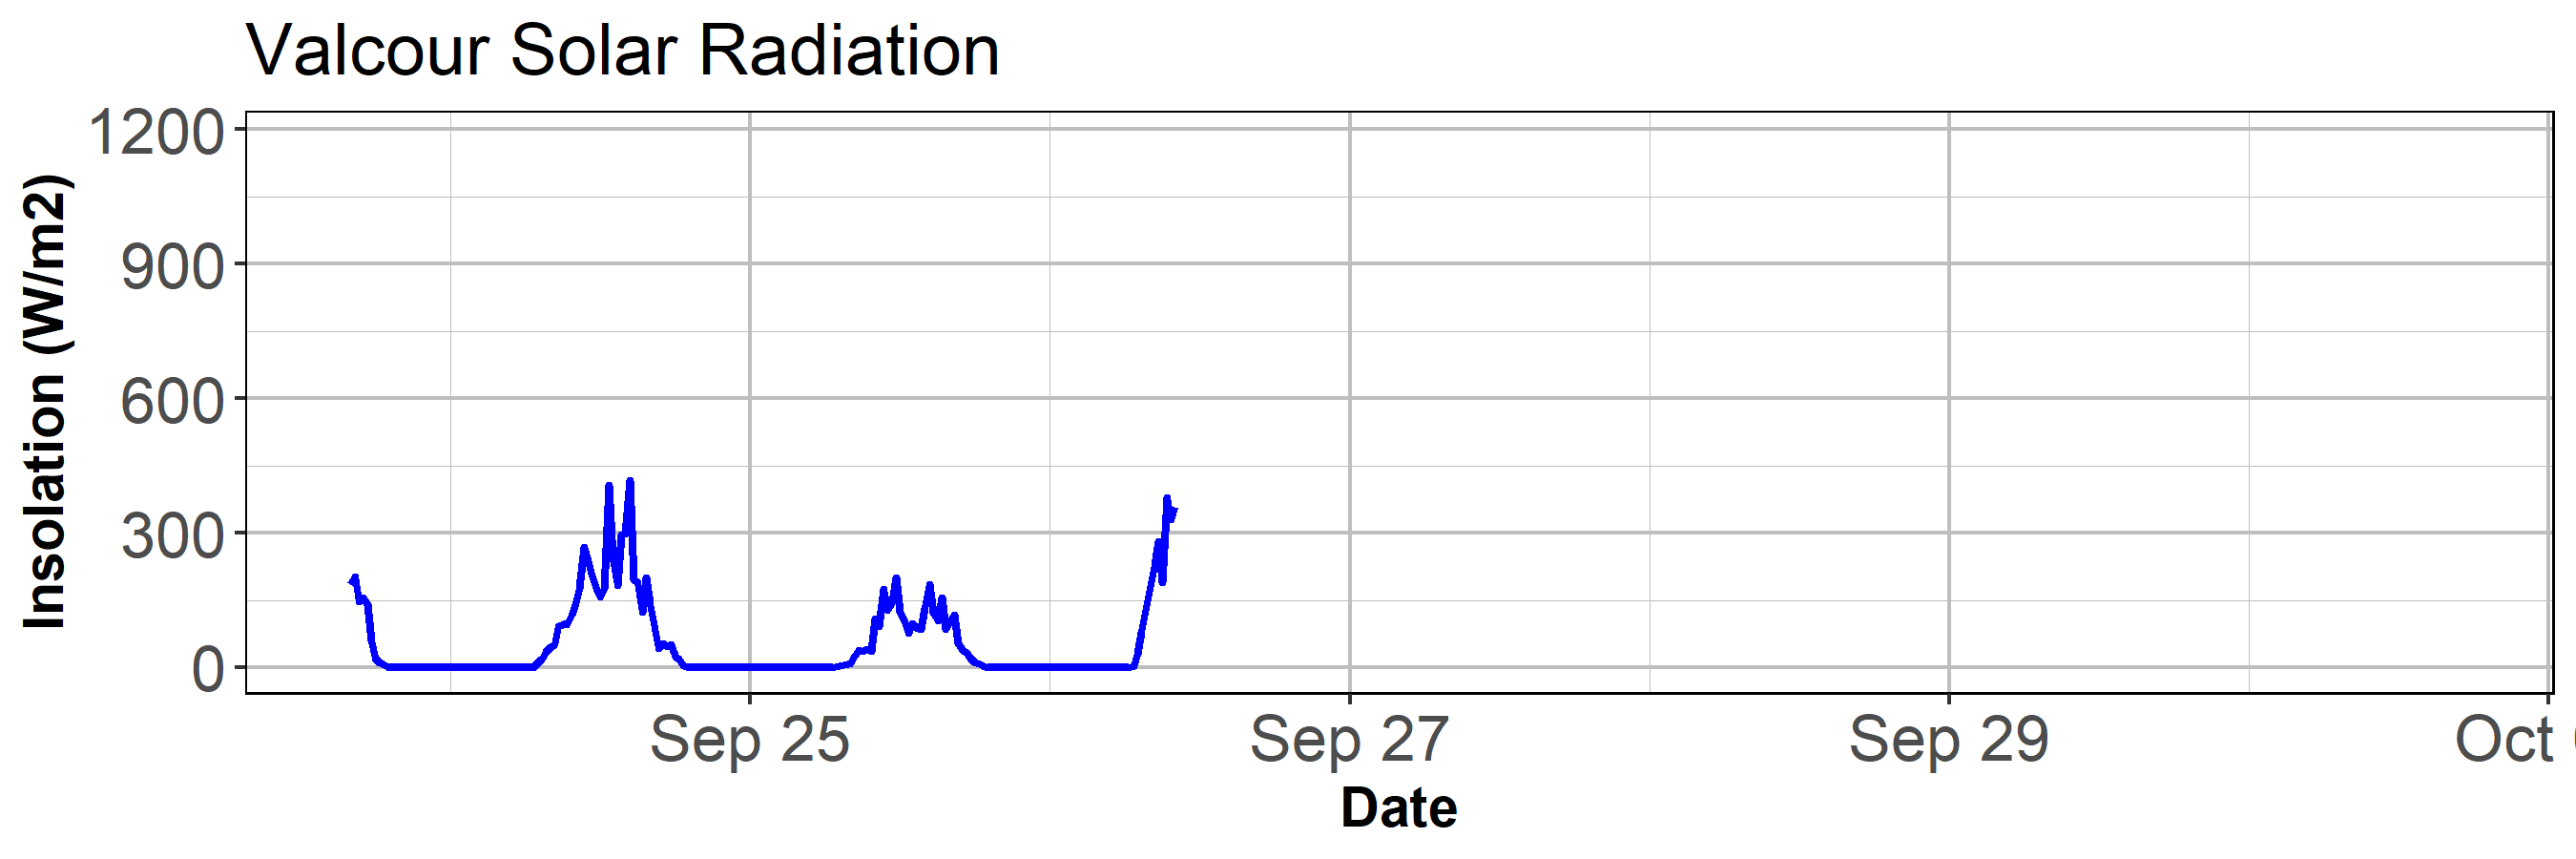 Valcour Solar Radiation
1200
900
600
300
0
Insolation (W/m2)
Sep 25 Sep 27 Sep 29 Oct
Date